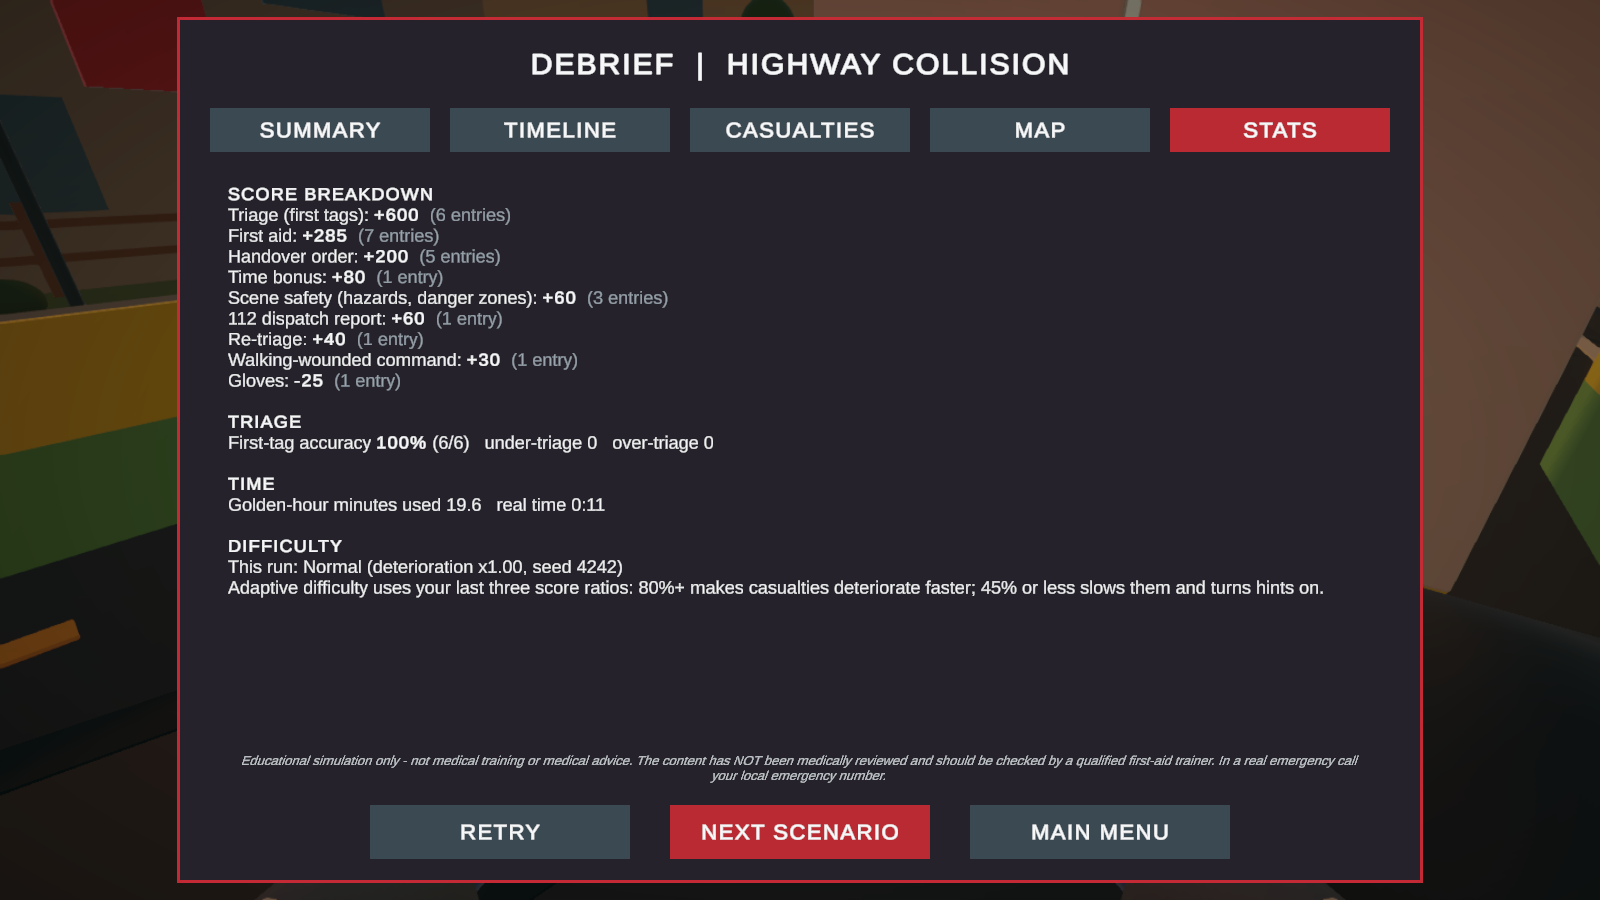 DEBRIEF | HIGHWAY COLLISION
SUMMARY
TIMELINE
CASUALTIES
MAP
STATS
SCORE BREAKDOWN
Triage (first tags): +600 (6 entries)
First aid: +285 (7 entries)
Handover order: +200 (5 entries)
Time bonus: +80 (1 entry)
Scene safety (hazards, danger zones): +60 (3 entries)
112 dispatch report: +60 (1 entry)
Re-triage: +40 (1 entry)
Walking-wounded command: +30 (1 entry)
Gloves: -25 (1 entry)
TRIAGE
First-tag accuracy 100% (6/6) under-triage 0 over-triage 0
TIME
Golden-hour minutes used 19.6 real time 0:11
DIFFICULTY
This run: Normal (deterioration x1.00, seed 4242)
Adaptive difficulty uses your last three score ratios: 80%+ makes casualties deteriorate faster; 45% or less slows them and turns hints on.
Educational simulation only - not medical training or medical advice. The content has NOT been medically reviewed and should be checked by a qualified first-aid trainer. In a real emergency call
your local emergency number.
RETRY
NEXT SCENARIO
MAIN MENU